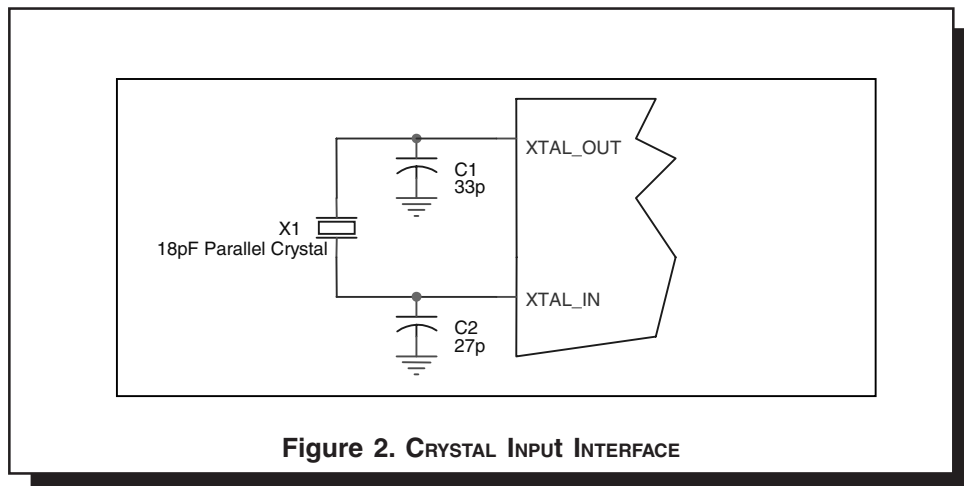 XTAL_OUT
C1
33p
X1
18pF Parallel Crystal
XTAL_IN
C2
27p
Figure 2. CRYSTAL INPUt INTERFACE